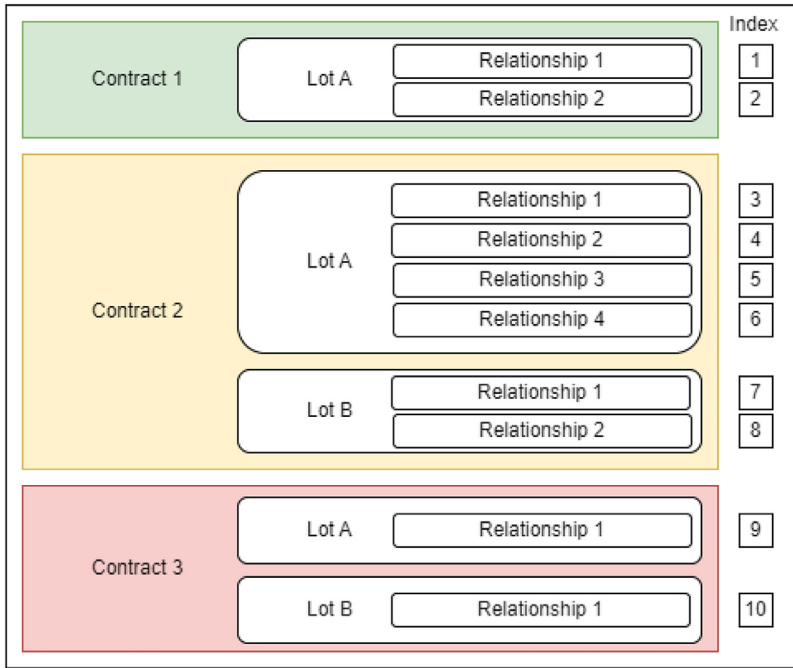 Index
Contract 1
Lot A
Relationship 1
1
Relationship 2
2
Contract 2
Lot A
Relationship 1
3
Relationship 2
4
Relationship 3
5
Relationship 4
6
Lot B
Relationship 1
7
Relationship 2
8
Contract 3
Lot A
Relationship 1
9
Lot B
Relationship 1
10